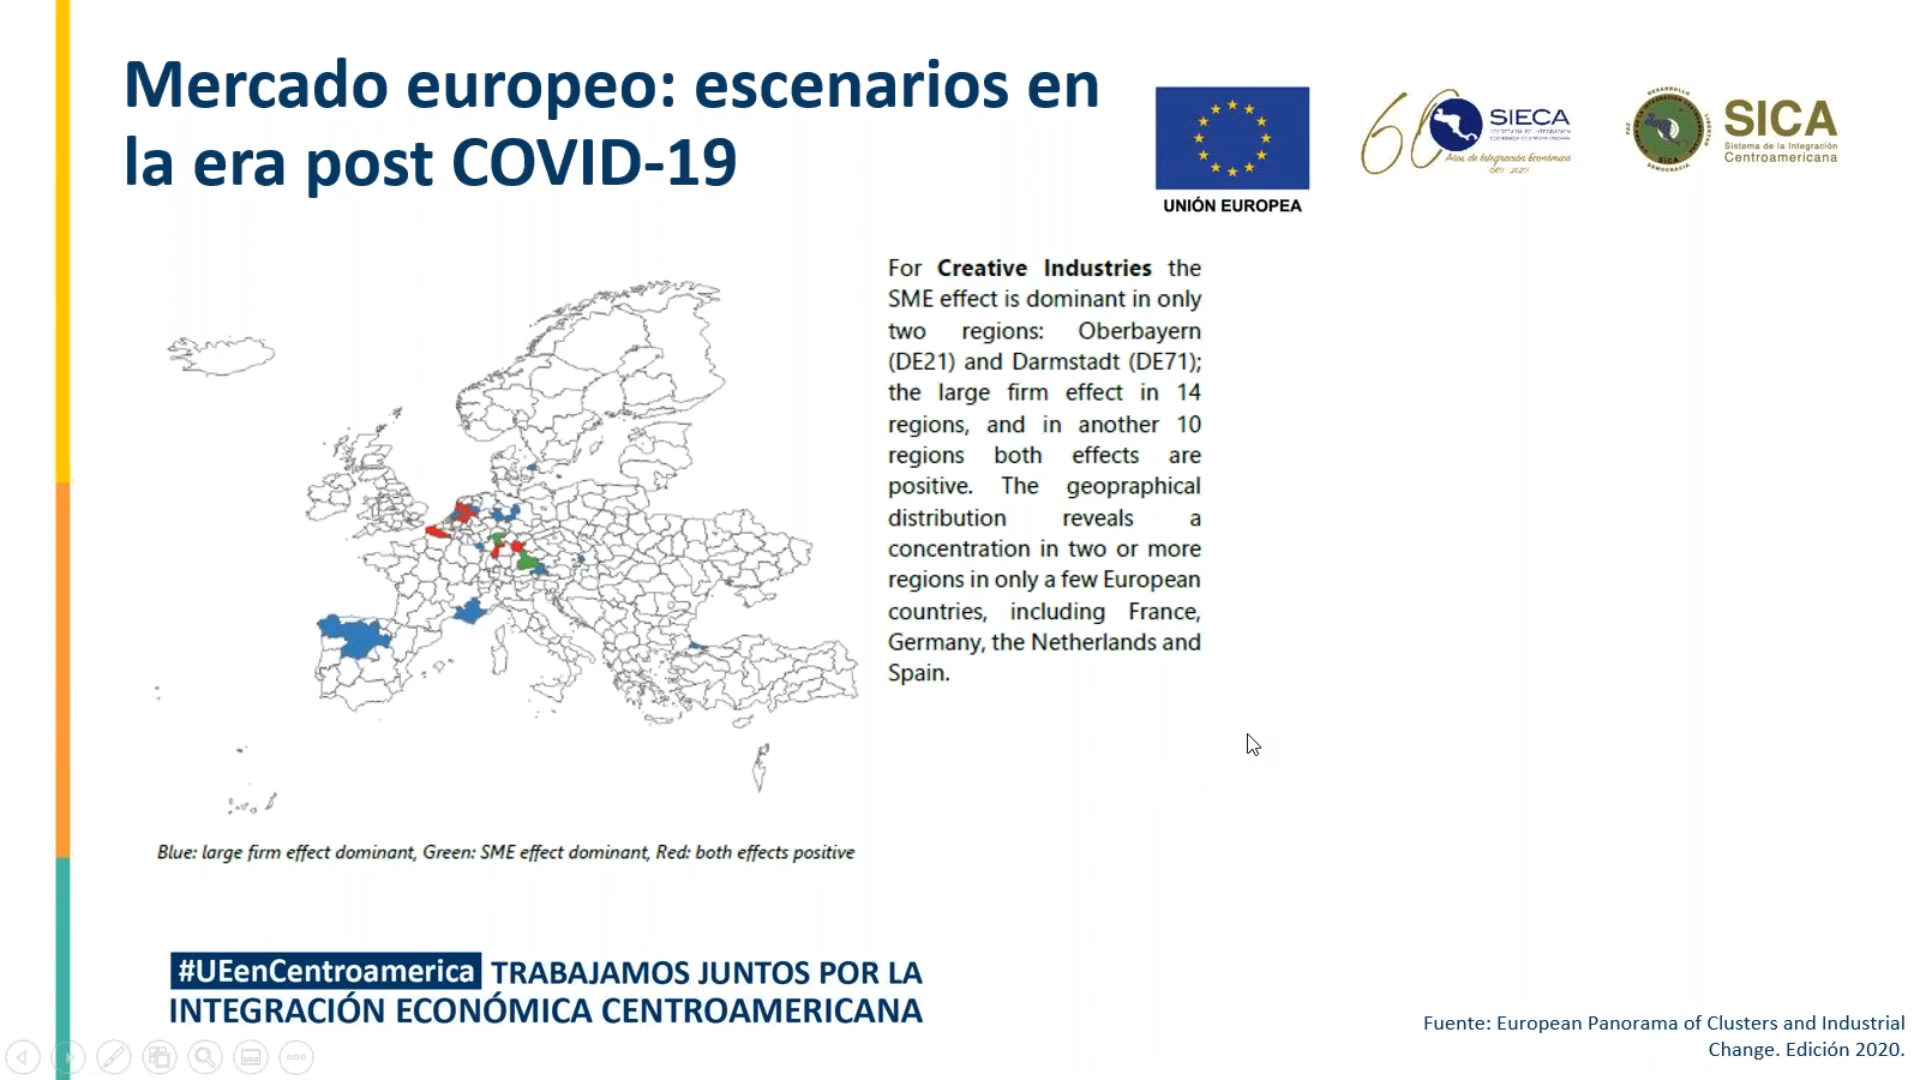 Mercado europeo: escenarios en
la era post COVID-19
UNIÓN EUROPEA
60
SIECA
Años de Integración Económica
SICA
Sistema de la Integración
Centroamericana
For Creative Industries the
SME effect is dominant in only
two regions: Oberbayern
(DE21) and Darmstadt (DE71);
the large firm effect in 14
regions, and in another 10
regions both effects are
positive. The geopraphical
distribution reveals a
concentration in two or more
regions in only a few European
countries, including France,
Germany, the Netherlands and
Spain.
Blue: large firm effect dominant, Green: SME effect dominant, Red: both effects positive
#UEenCentroamerica TRABAJAMOS JUNTOS POR LA
INTEGRACIÓN ECONÓMICA CENTROAMERICANA
Fuente: European Panorama of Clusters and Industrial
Change. Edición 2020.